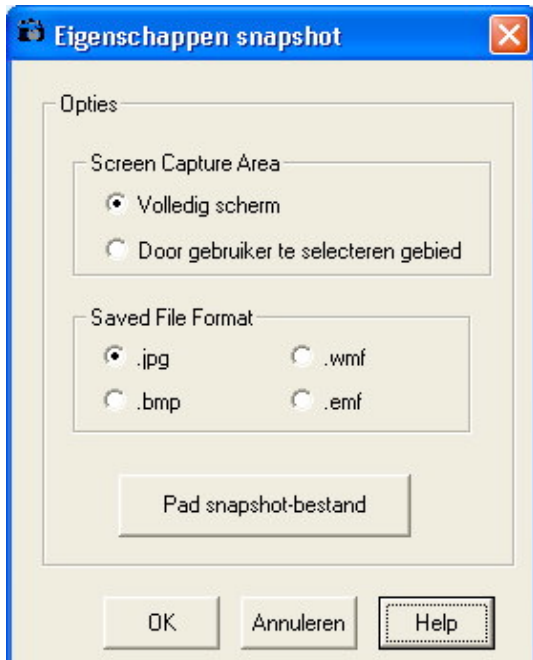 Eigenschappen snapshot
Opties
Screen Capture Area
Volledig scherm
Door gebruiker te selecteren gebied
Saved File Format
.jpg .wmf
.bmp .emf
Pad snapshot-bestand
OK Annuleren Help